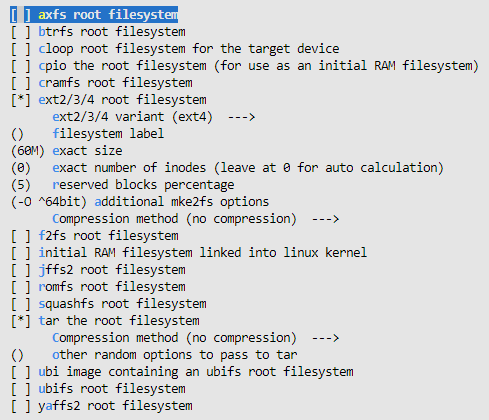 [ ] axfs root filesystem
[ ] btrfs root filesystem
[ ] cloop root filesystem for the target device
[ ] cpio the root filesystem (for use as an initial RAM filesystem)
[ ] cramfs root filesystem
[*] ext2/3/4 root filesystem
      ext2/3/4 variant (ext4)  --->
()    filesystem label
(60M) exact size
(0)   exact number of inodes (leave at 0 for auto calculation)
(5)   reserved blocks percentage
(-O ^64bit) additional mke2fs options
      Compression method (no compression)  --->
[ ] f2fs root filesystem
[ ] initial RAM filesystem linked into linux kernel
[ ] jffs2 root filesystem
[ ] romfs root filesystem
[ ] squashfs root filesystem
[*] tar the root filesystem
      Compression method (no compression)  --->
()    other random options to pass to tar
[ ] ubi image containing an ubifs root filesystem
[ ] ubifs root filesystem
[ ] yaffs2 root filesystem